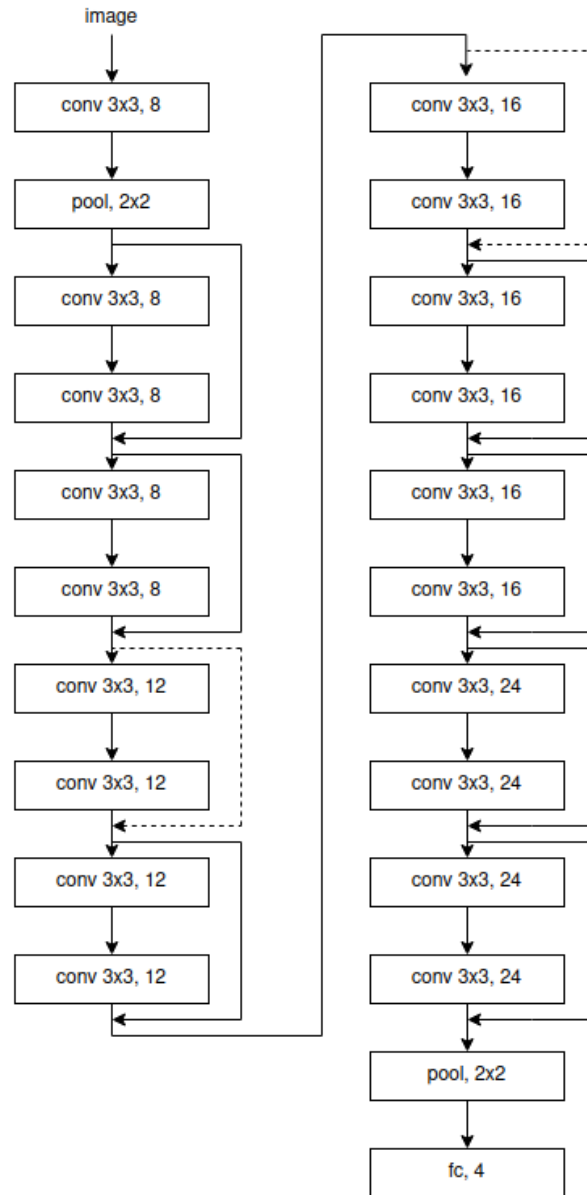 image
conv 3x3, 8
pool, 2x2
conv 3x3, 8
conv 3x3, 8
conv 3x3, 8
conv 3x3, 8
conv 3x3, 12
conv 3x3, 12
conv 3x3, 12
conv 3x3, 12
conv 3x3, 16
conv 3x3, 16
conv 3x3, 16
conv 3x3, 16
conv 3x3, 16
conv 3x3, 16
conv 3x3, 24
conv 3x3, 24
conv 3x3, 24
conv 3x3, 24
pool, 2x2
fc, 4